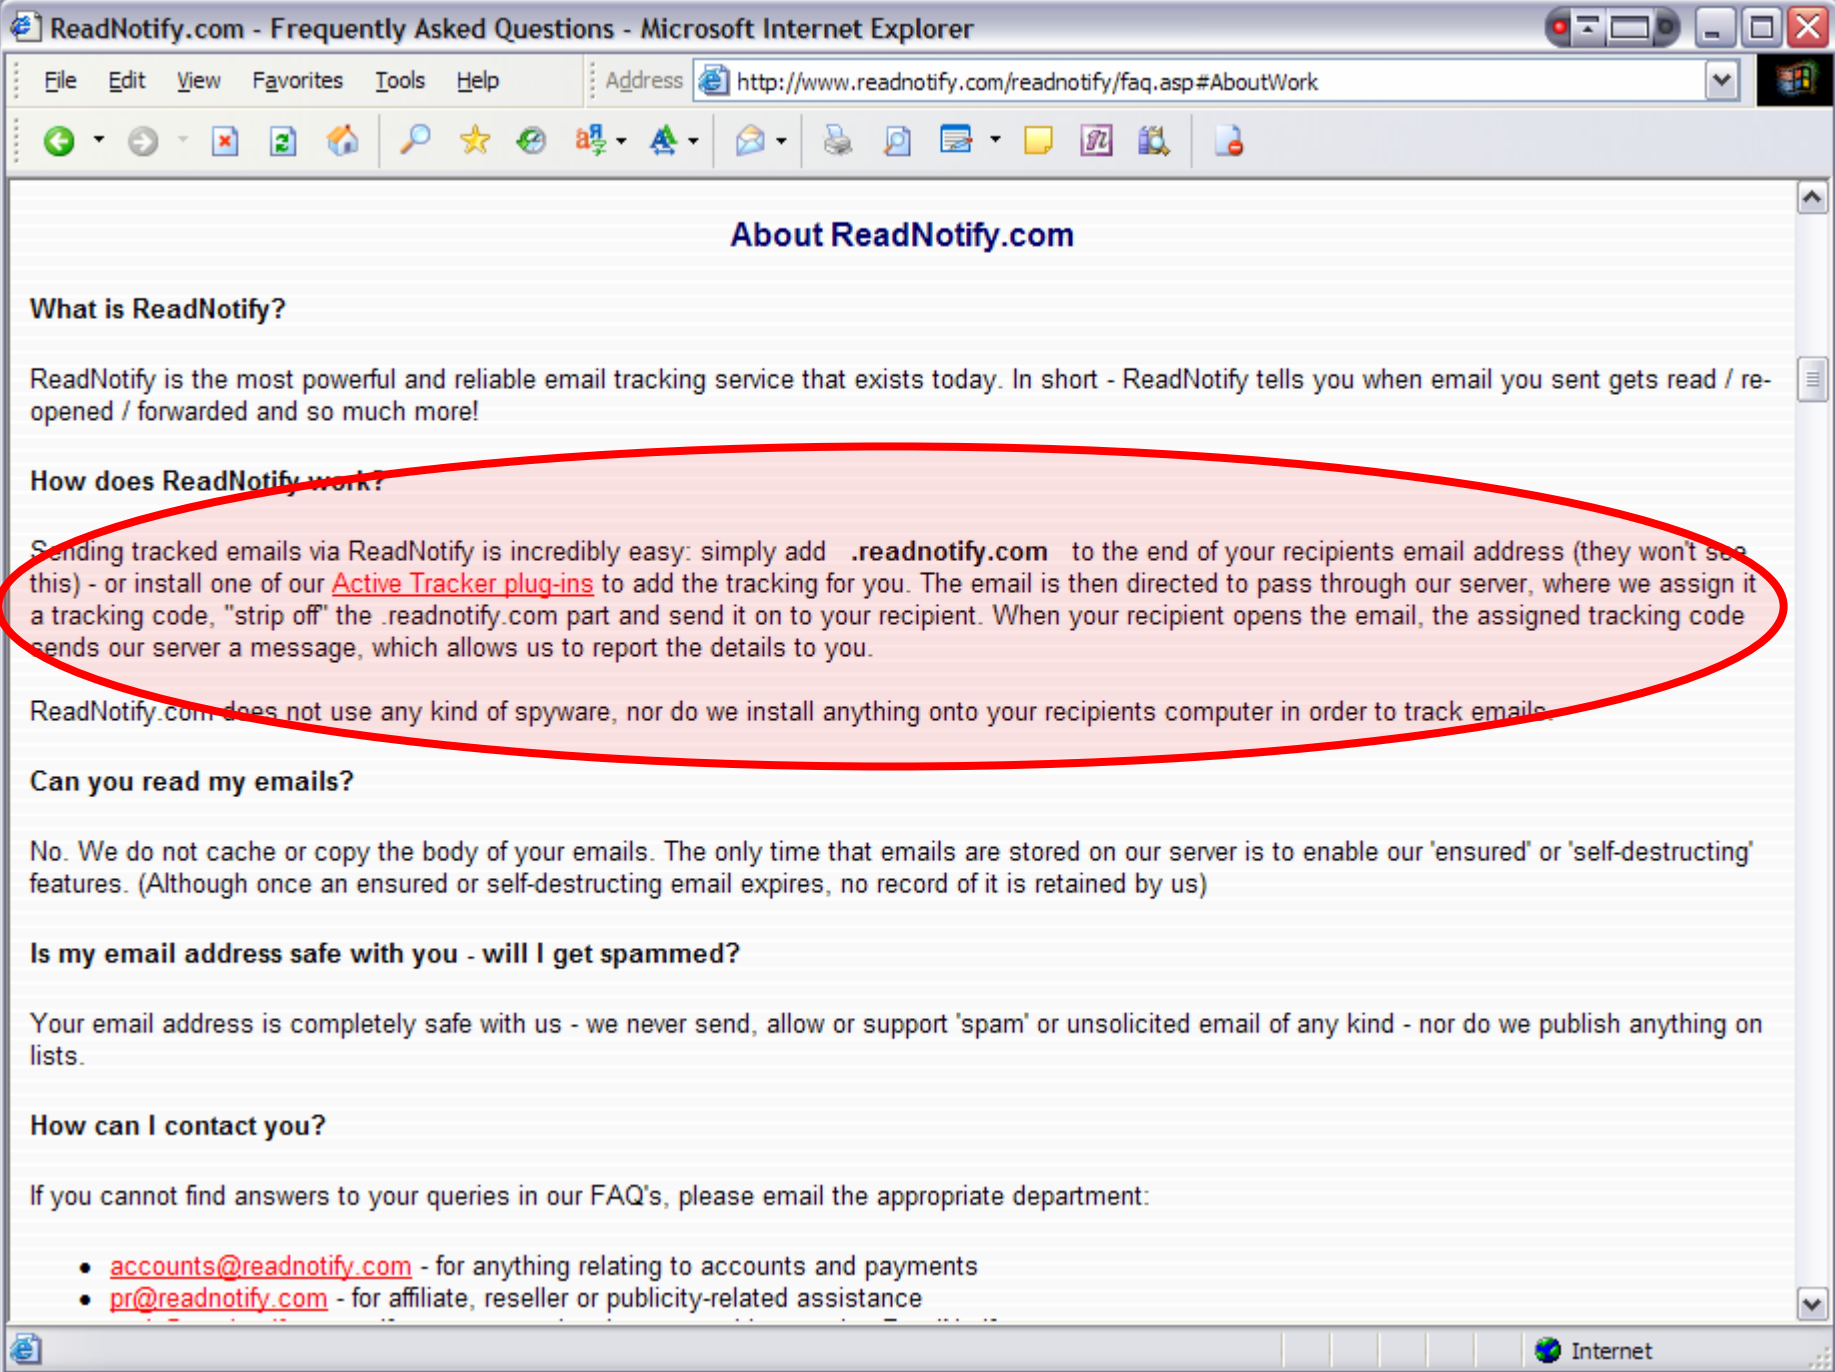 ReadNotify.com - Frequently Asked Questions - Microsoft Internet Explorer
File Edit View Favorites Tools Help Address http://www.readnotify.com/readnotify/faq.asp#AboutWork
About ReadNotify.com
What is ReadNotify?
ReadNotify is the most powerful and reliable email tracking service that exists today. In short - ReadNotify tells you when email you sent gets read / re-
opened / forwarded and so much more!
How does ReadNotify work?
Sending tracked emails via ReadNotify is incredibly easy: simply add .readnotify.com to the end of your recipients email address (they won't see
this) - or install one of our Active Tracker plug-ins to add the tracking for you. The email is then directed to pass through our server, where we assign it
a tracking code, "strip off" the .readnotify.com part and send it on to your recipient. When your recipient opens the email, the assigned tracking code
sends our server a message, which allows us to report the details to you.
ReadNotify.com does not use any kind of spyware, nor do we install anything onto your recipients computer in order to track emails.
Can you read my emails?
No. We do not cache or copy the body of your emails. The only time that emails are stored on our server is to enable our 'ensured' or 'self-destructing'
features. (Although once an ensured or self-destructing email expires, no record of it is retained by us)
Is my email address safe with you - will I get spammed?
Your email address is completely safe with us - we never send, allow or support 'spam' or unsolicited email of any kind - nor do we publish anything on
lists.
How can I contact you?
If you cannot find answers to your queries in our FAQ's, please email the appropriate department:
• accounts@readnotify.com - for anything relating to accounts and payments
• pr@readnotify.com - for affiliate, reseller or publicity-related assistance
Internet